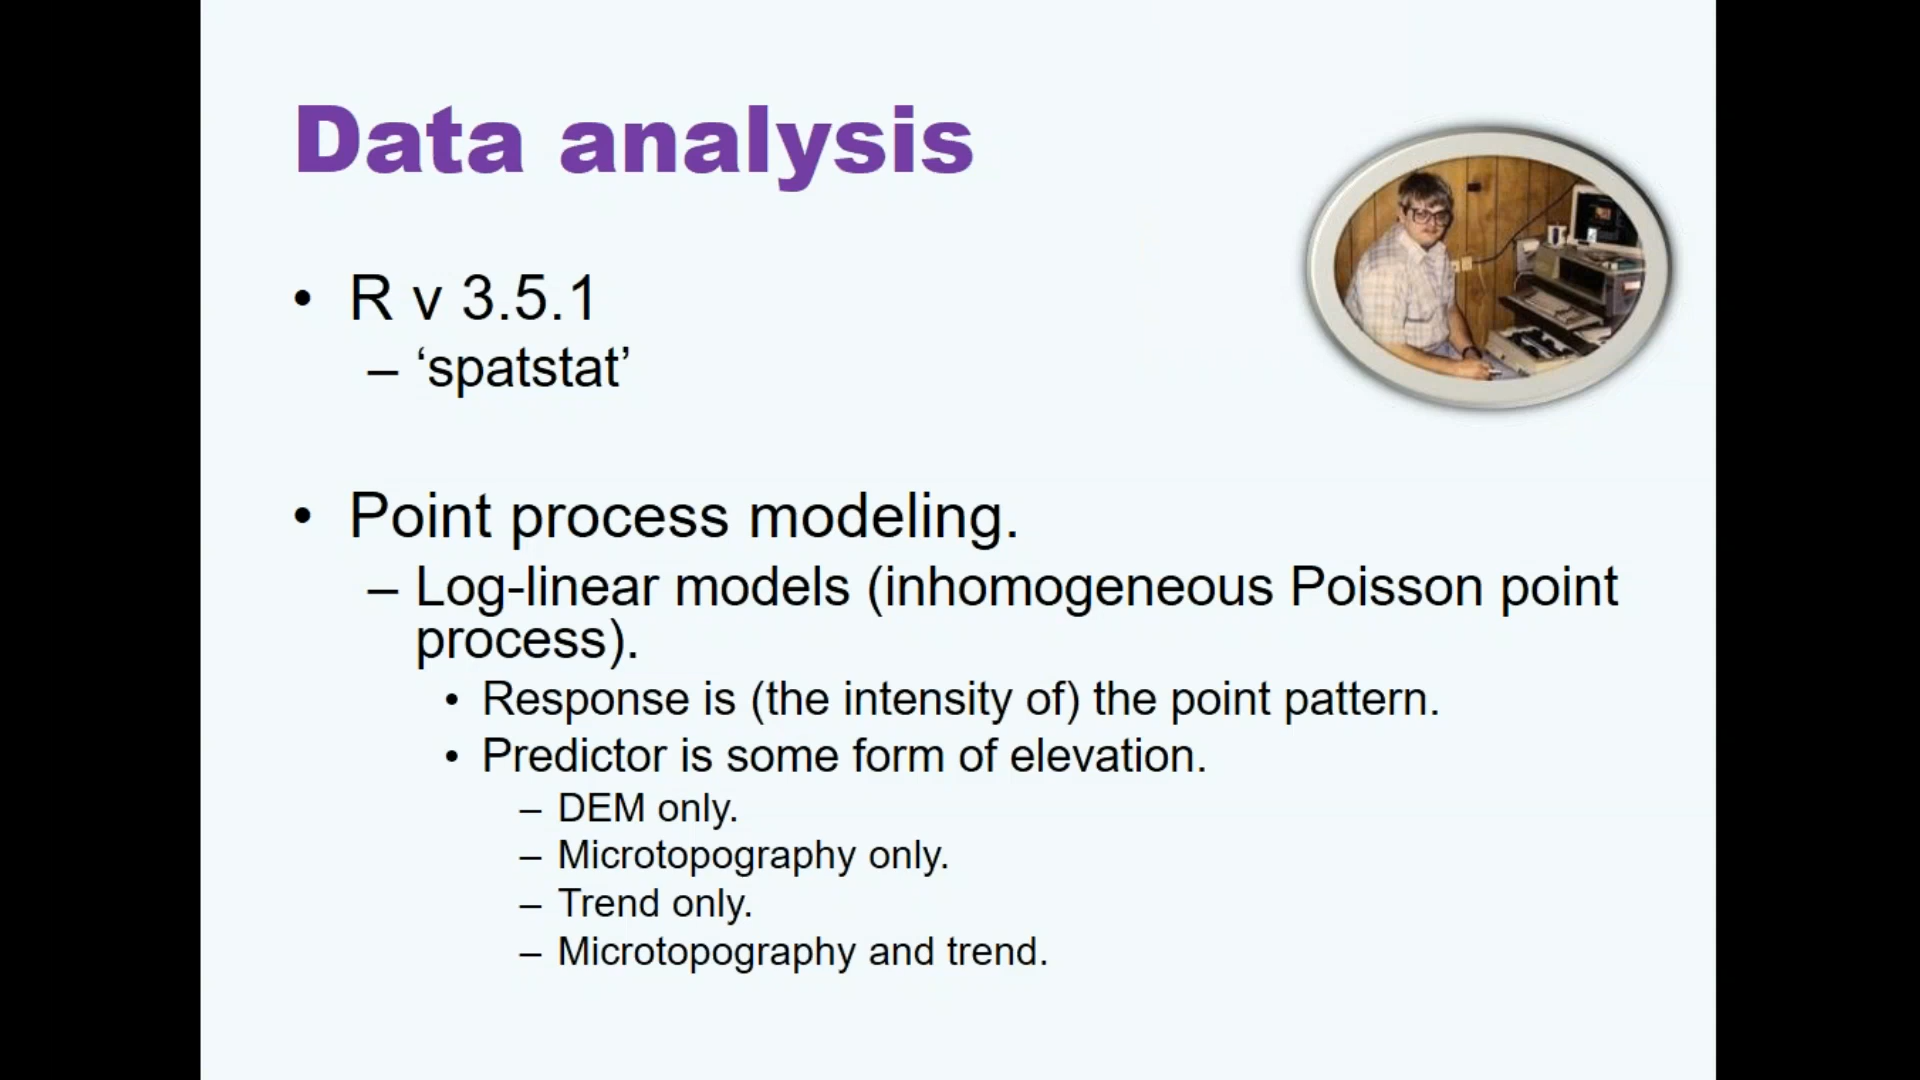 Data analysis
• R v 3.5.1
– ‘spatstat’
• Point process modeling.
– Log-linear models (inhomogeneous Poisson point
process).
• Response is (the intensity of) the point pattern.
• Predictor is some form of elevation.
– DEM only.
– Microtopography only.
– Trend only.
– Microtopography and trend.